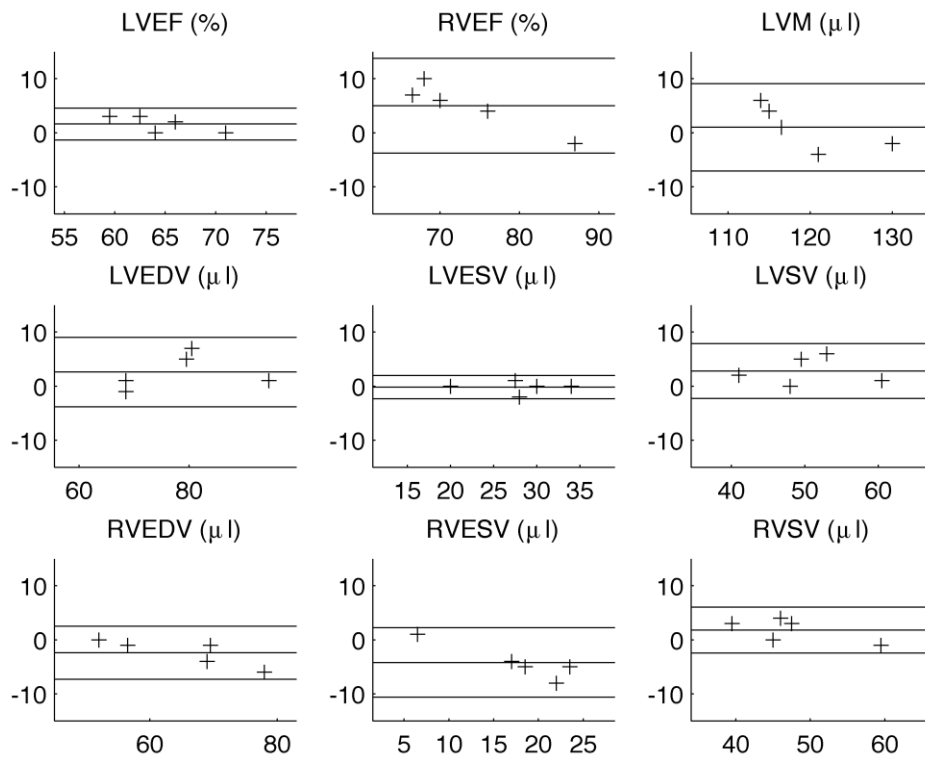 LVEF (%) RVEF (%) LVM (μ l)
10 10 10
0 0 0
-10 -10 -10
55 60 65 70 75 70 80 90 110 120 130
LVEDV (μ l) LVESV (μ l) LVSV (μ l)
10 10 10
0 0 0
-10 -10 -10
60 80 15 20 25 30 35 40 50 60
RVEDV (μ l) RVESV (μ l) RVSV (μ l)
10 10 10
0 0 0
-10 -10 -10
60 80 5 10 15 20 25 40 50 60